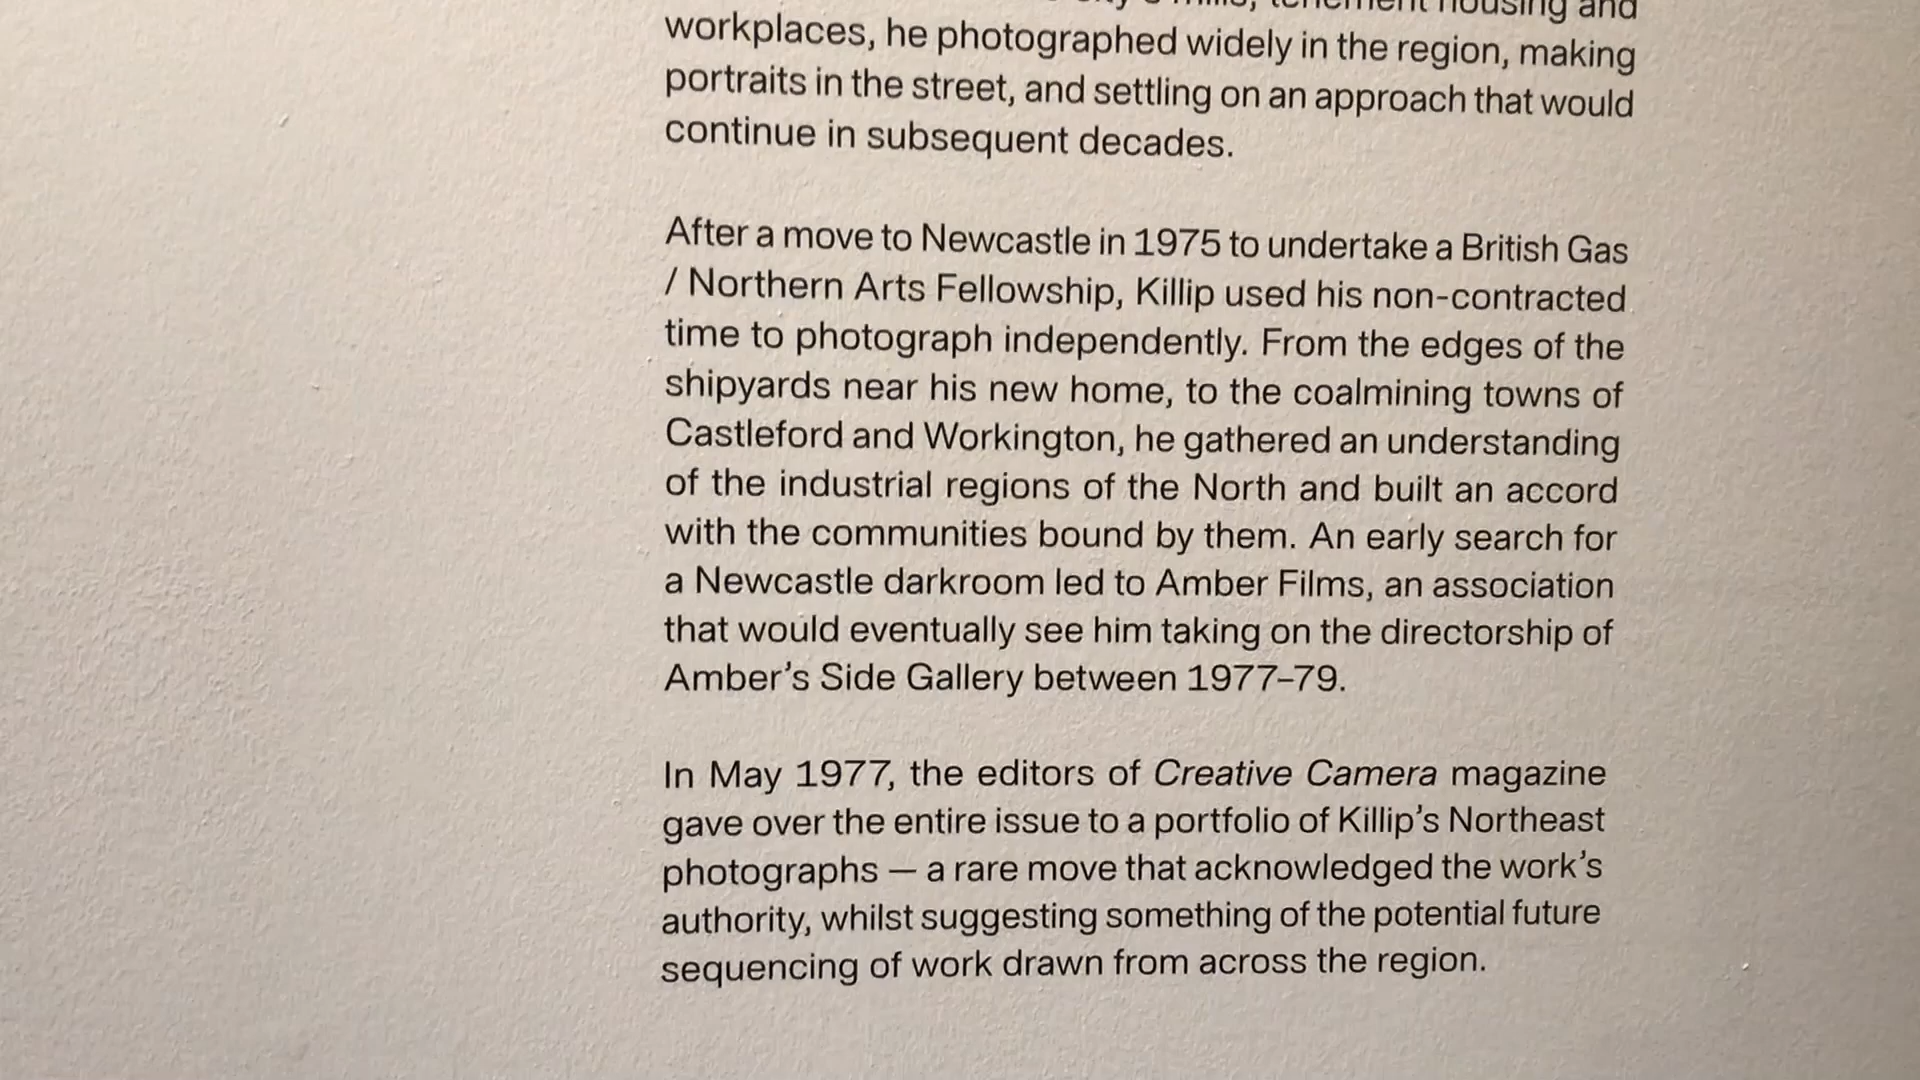 mills, tenement housing and
workplaces, he photographed widely in the region, making
portraits in the street, and settling on an approach that would
continue in subsequent decades.
After a move to Newcastle in 1975 to undertake a British Gas
/ Northern Arts Fellowship, Killip used his non-contracted
time to photograph independently. From the edges of the
shipyards near his new home, to the coalmining towns of
Castleford and Workington, he gathered an understanding
of the industrial regions of the North and built an accord
with the communities bound by them. An early search for
a Newcastle darkroom led to Amber Films, an association
that would eventually see him taking on the directorship of
Amber’s Side Gallery between 1977–79.
In May 1977, the editors of Creative Camera magazine
gave over the entire issue to a portfolio of Killip’s Northeast
photographs — a rare move that acknowledged the work’s
authority, whilst suggesting something of the potential future
sequencing of work drawn from across the region.